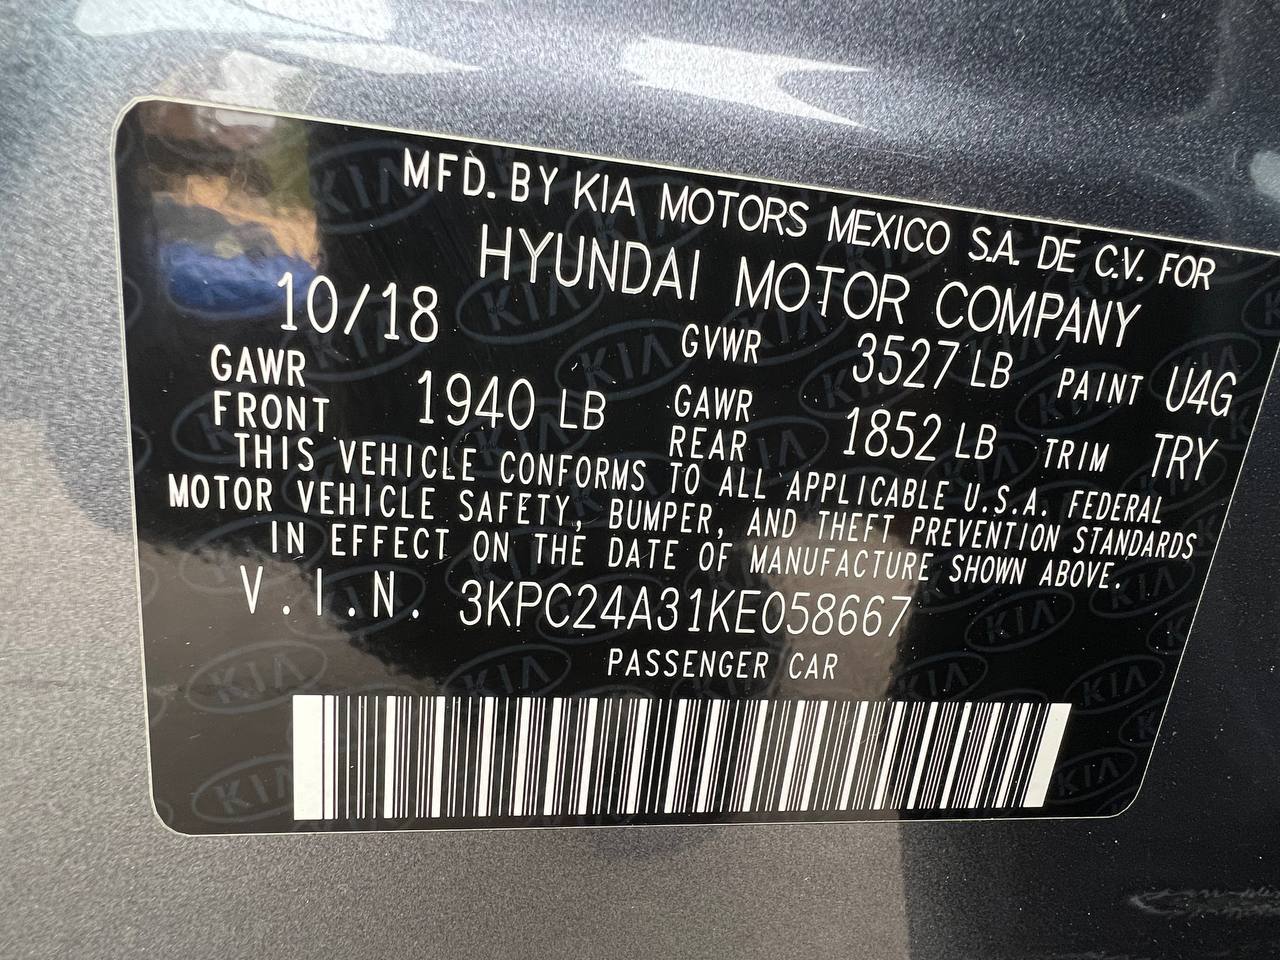 MFD. BY KIA MOTORS MEXICO S.A. DE C.V. FOR
HYUNDAI MOTOR COMPANY
10/18 GVWR 3527 LB PAINT U4G
GAWR FRONT 1940 LB GAWR REAR 1852 LB TRIM TRY
THIS VEHICLE CONFORMS TO ALL APPLICABLE U.S.A. FEDERAL
MOTOR VEHICLE SAFETY, BUMPER, AND THEFT PREVENTION STANDARDS
IN EFFECT ON THE DATE OF MANUFACTURE SHOWN ABOVE.
V.I.N. 3KPC24A31KE058667
PASSENGER CAR